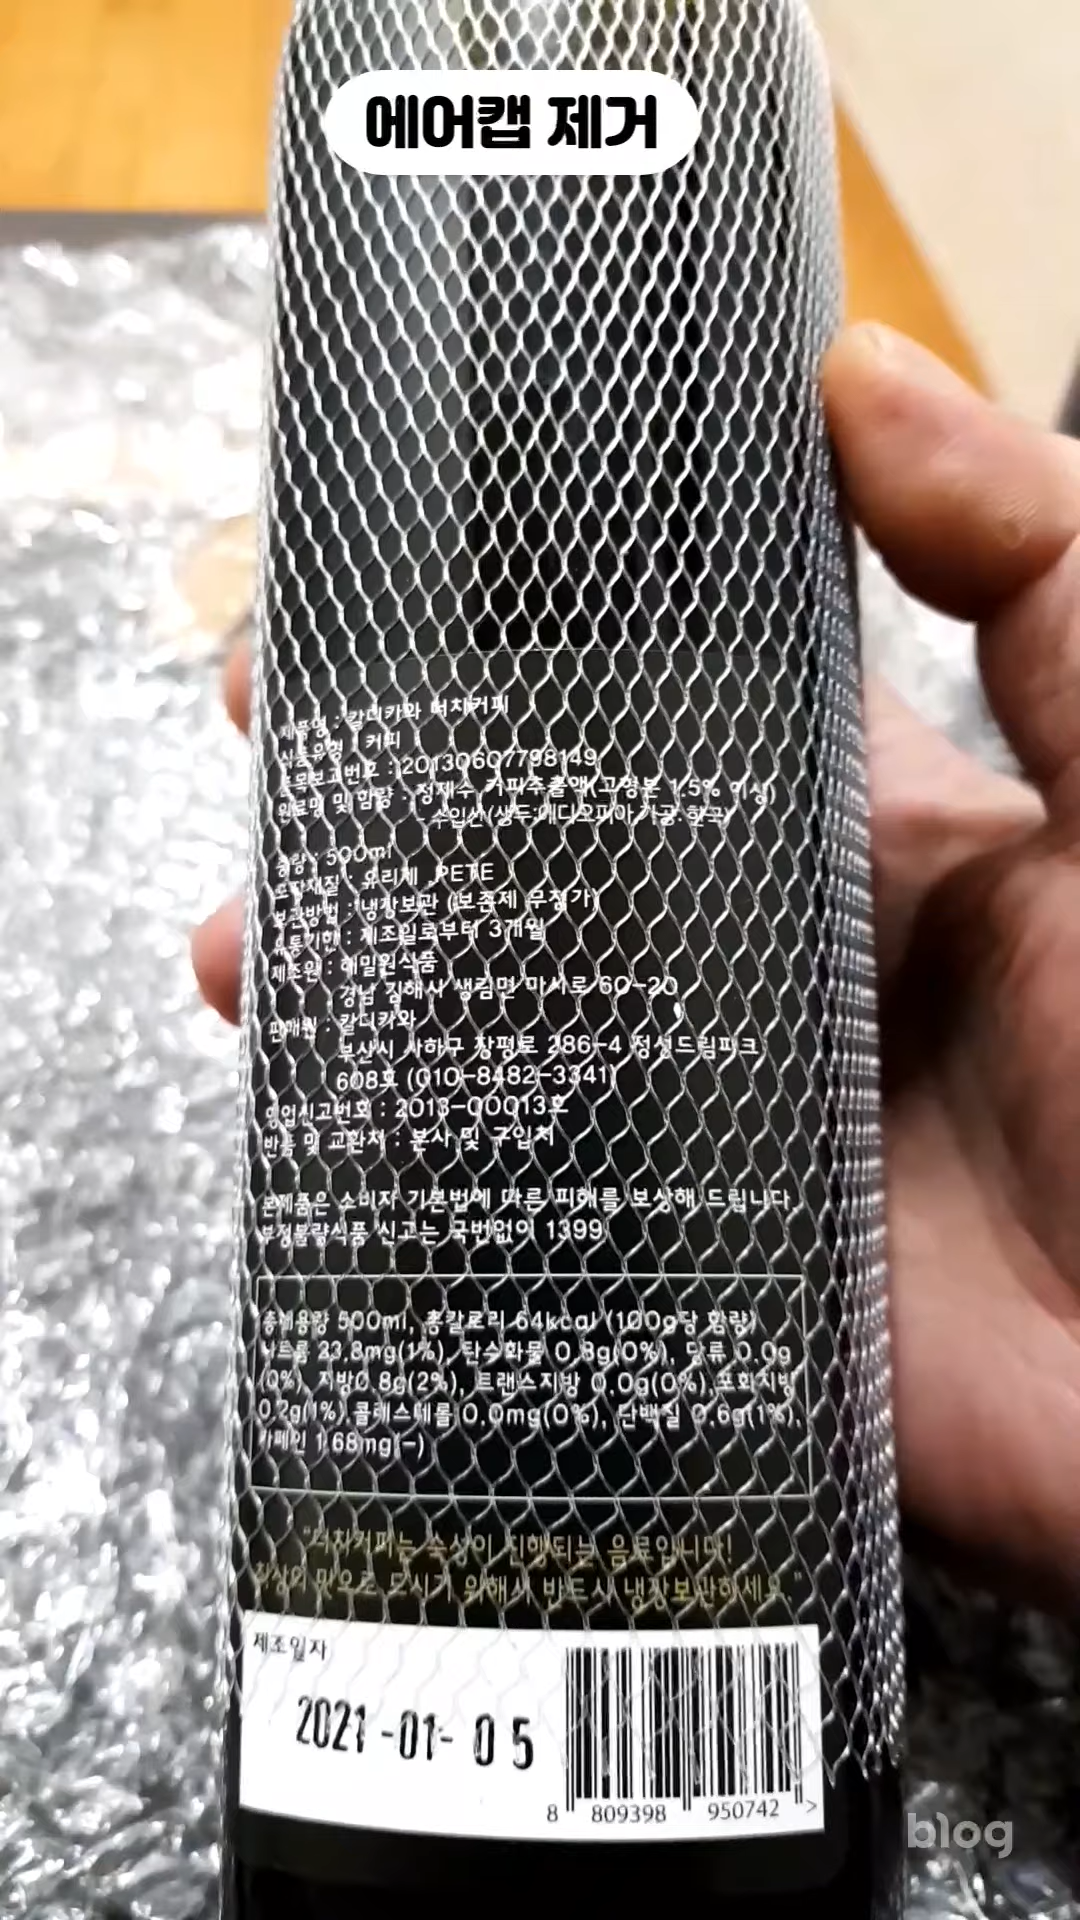 에어캡 제거
제품명 : 칼디카와 더치커피
식품유형 : 커피
품목보고번호 : 20130607798149
원료명 및 함량 : 정제수, 커피추출액(고형분 1.5% 이상)
- 수입산(생두:에디오피아,가공: 한국)
중량 : 500ml
포장재질 : 유리제, PETE
보관방법 : 냉장보관 (보존제 무첨가)
유통기한 : 제조일로부터 3개월
제조원 : 해밀원식품
경남 김해시 생림면 마사로 60-20
판매원 : 칼디카와
부산시 사하구 장평로 286-4 정성드림파크
608호 (010-8482-3341)
영업신고번호 : 2013-00013호
반품 및 교환처 : 본사 및 구입처
본제품은 소비자 기본법에 따른 피해를 보상해 드립니다.
부정불량식품 신고는 국번없이 1399
총내용량 500ml, 총칼로리 64kcal (100g당 함량)
나트륨 23.8mg(1%), 탄수화물 0.8g(0%), 당류 0.0g
(0%), 지방0.8g(2%), 트랜스지방 0.0g(0%),포화지방
0.2g(1%),콜레스테롤 0.0mg(0%), 단백질 0.6g(1%),
카페인 1.68mg(-)
"더치커피는 숙성이 진행되는 음료입니다!
최상의 맛으로 드시기 위해서 반드시 냉장보관하세요."
제조일자
2021-01-05
8 809398 950742 >
blog